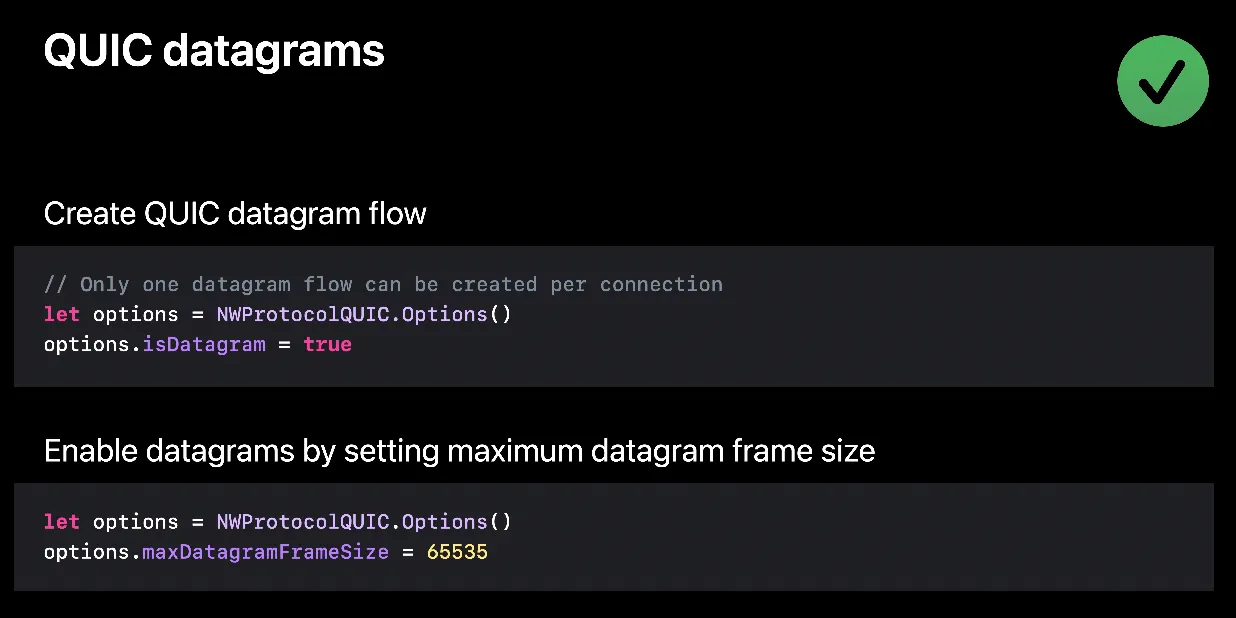 QUIC datagrams
Create QUIC datagram flow
// Only one datagram flow can be created per connection
let options = NWProtocolQUIC.Options()
options.isDatagram = true
Enable datagrams by setting maximum datagram frame size
let options = NWProtocolQUIC.Options()
options.maxDatagramFrameSize = 65535